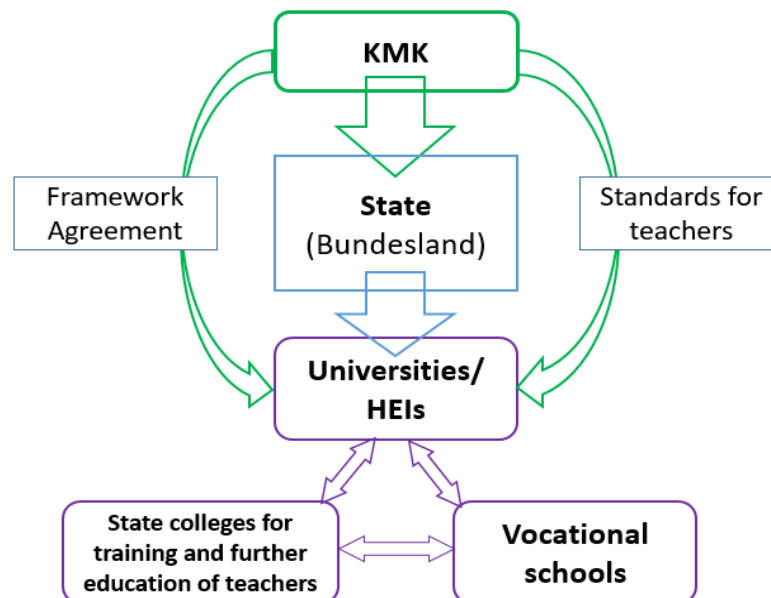 KMK
Framework
Agreement
State
(Bundesland)
Standards for
teachers
Universities/
HEIs
State colleges for
training and further
education of teachers
Vocational
schools